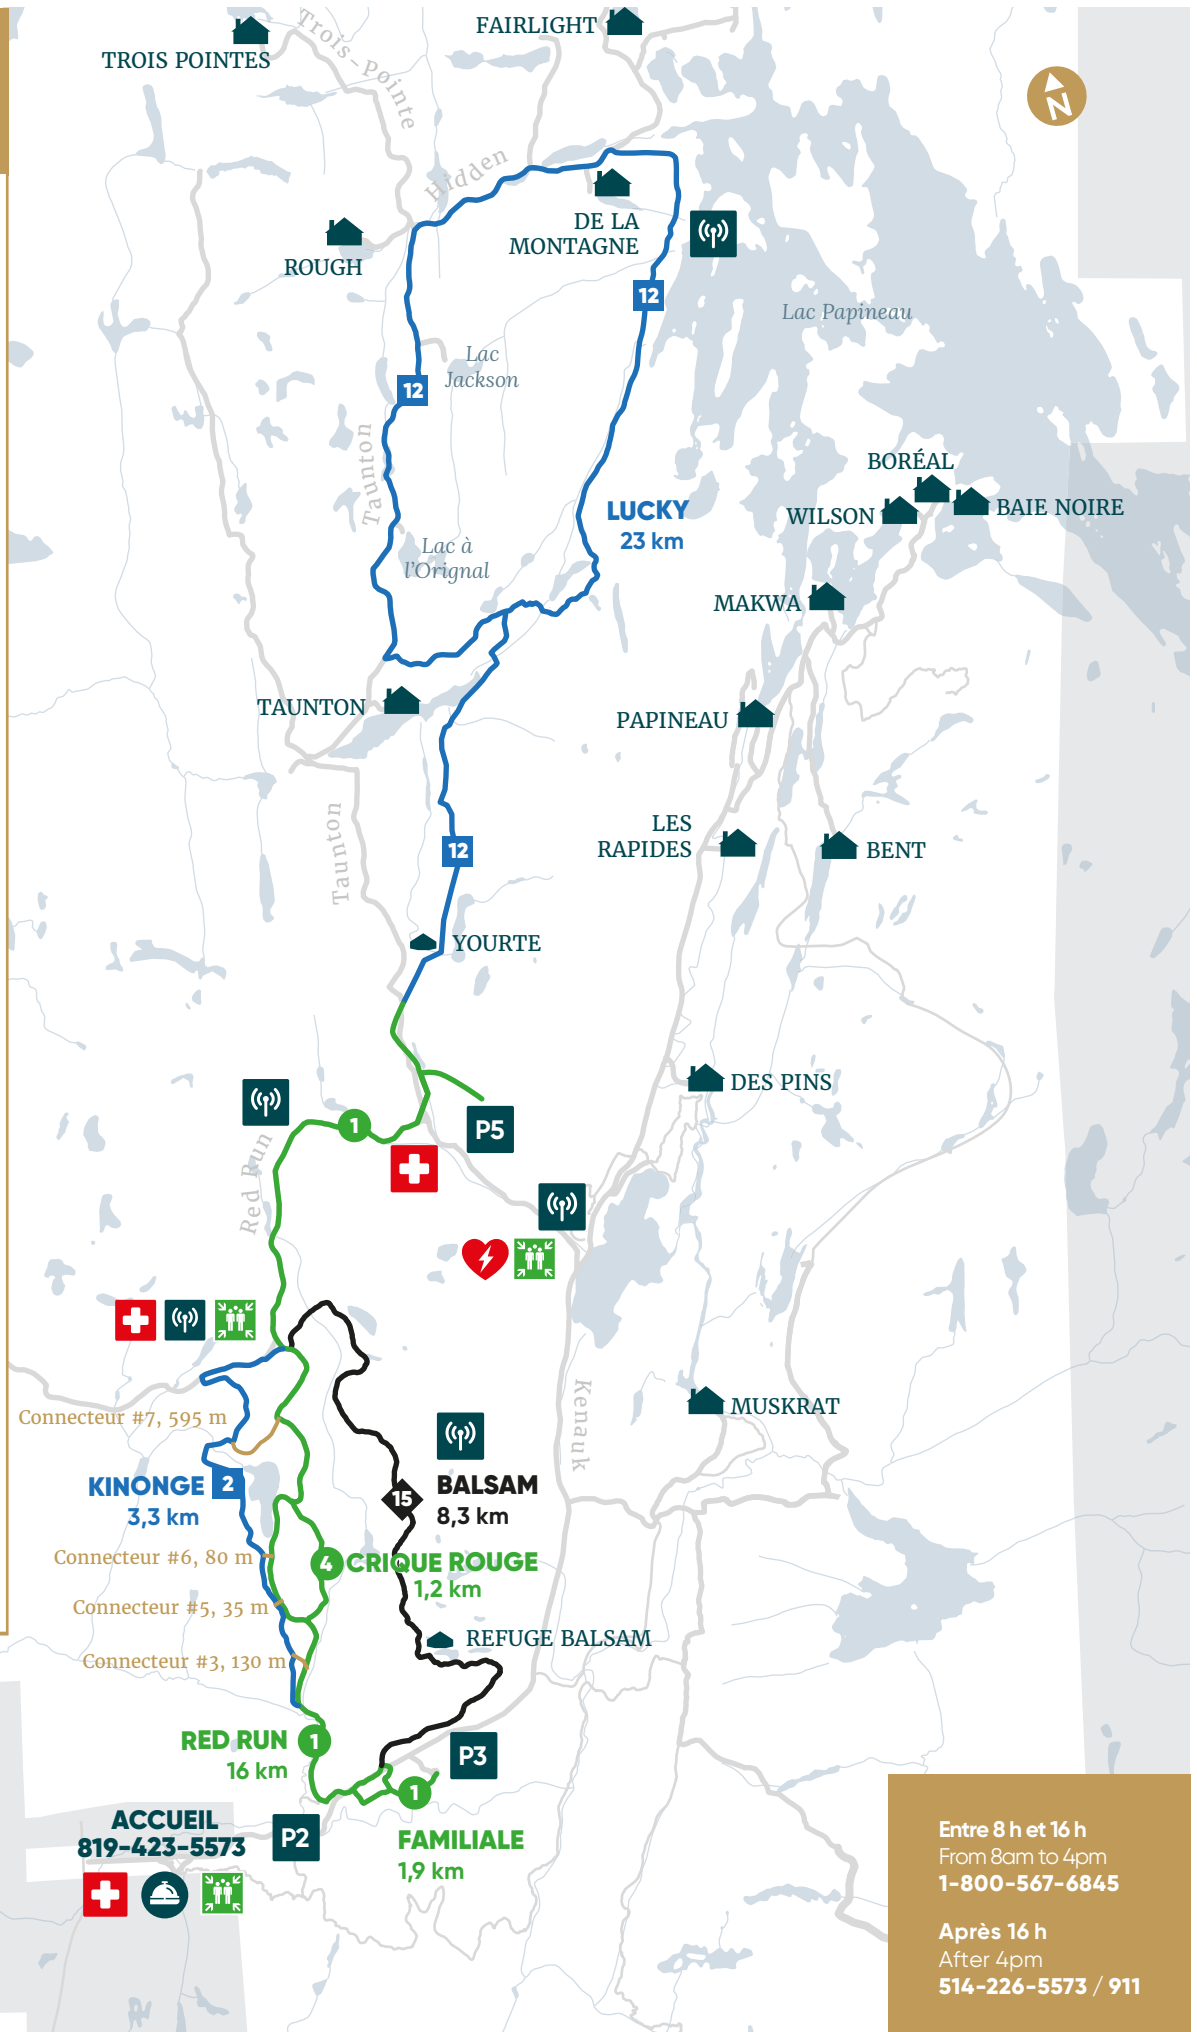 FAIRLIGHT
TROIS POINTES
Trois-Pointe
N
Hidden
DE LA
MONTAGNE
ROUGH
12
Lac Papineau
Lac
Jackson
12
Taunton
BORÉAL
LUCKY
23 km
WILSON
BAIE NOIRE
Lac à
l'Orignal
MAKWA
TAUNTON
PAPINEAU
Taunton
LES
RAPIDES
12
BENT
YOURTE
DES PINS
1
P5
Red Run
Kenauk
MUSKRAT
Connecteur #7, 595 m
KINONGE 2
3,3 km
BALSAM
8,3 km
15
Connecteur #6, 80 m
4 CRIQUE ROUGE
1,2 km
Connecteur #5, 35 m
REFUGE BALSAM
Connecteur #3, 130 m
RED RUN 1
16 km
P3
1
ACCUEIL
819-423-5573
P2
FAMILIALE
1,9 km
Entre 8 h et 16 h
From 8am to 4pm
1-800-567-6845
Après 16 h
After 4pm
514-226-5573 / 911